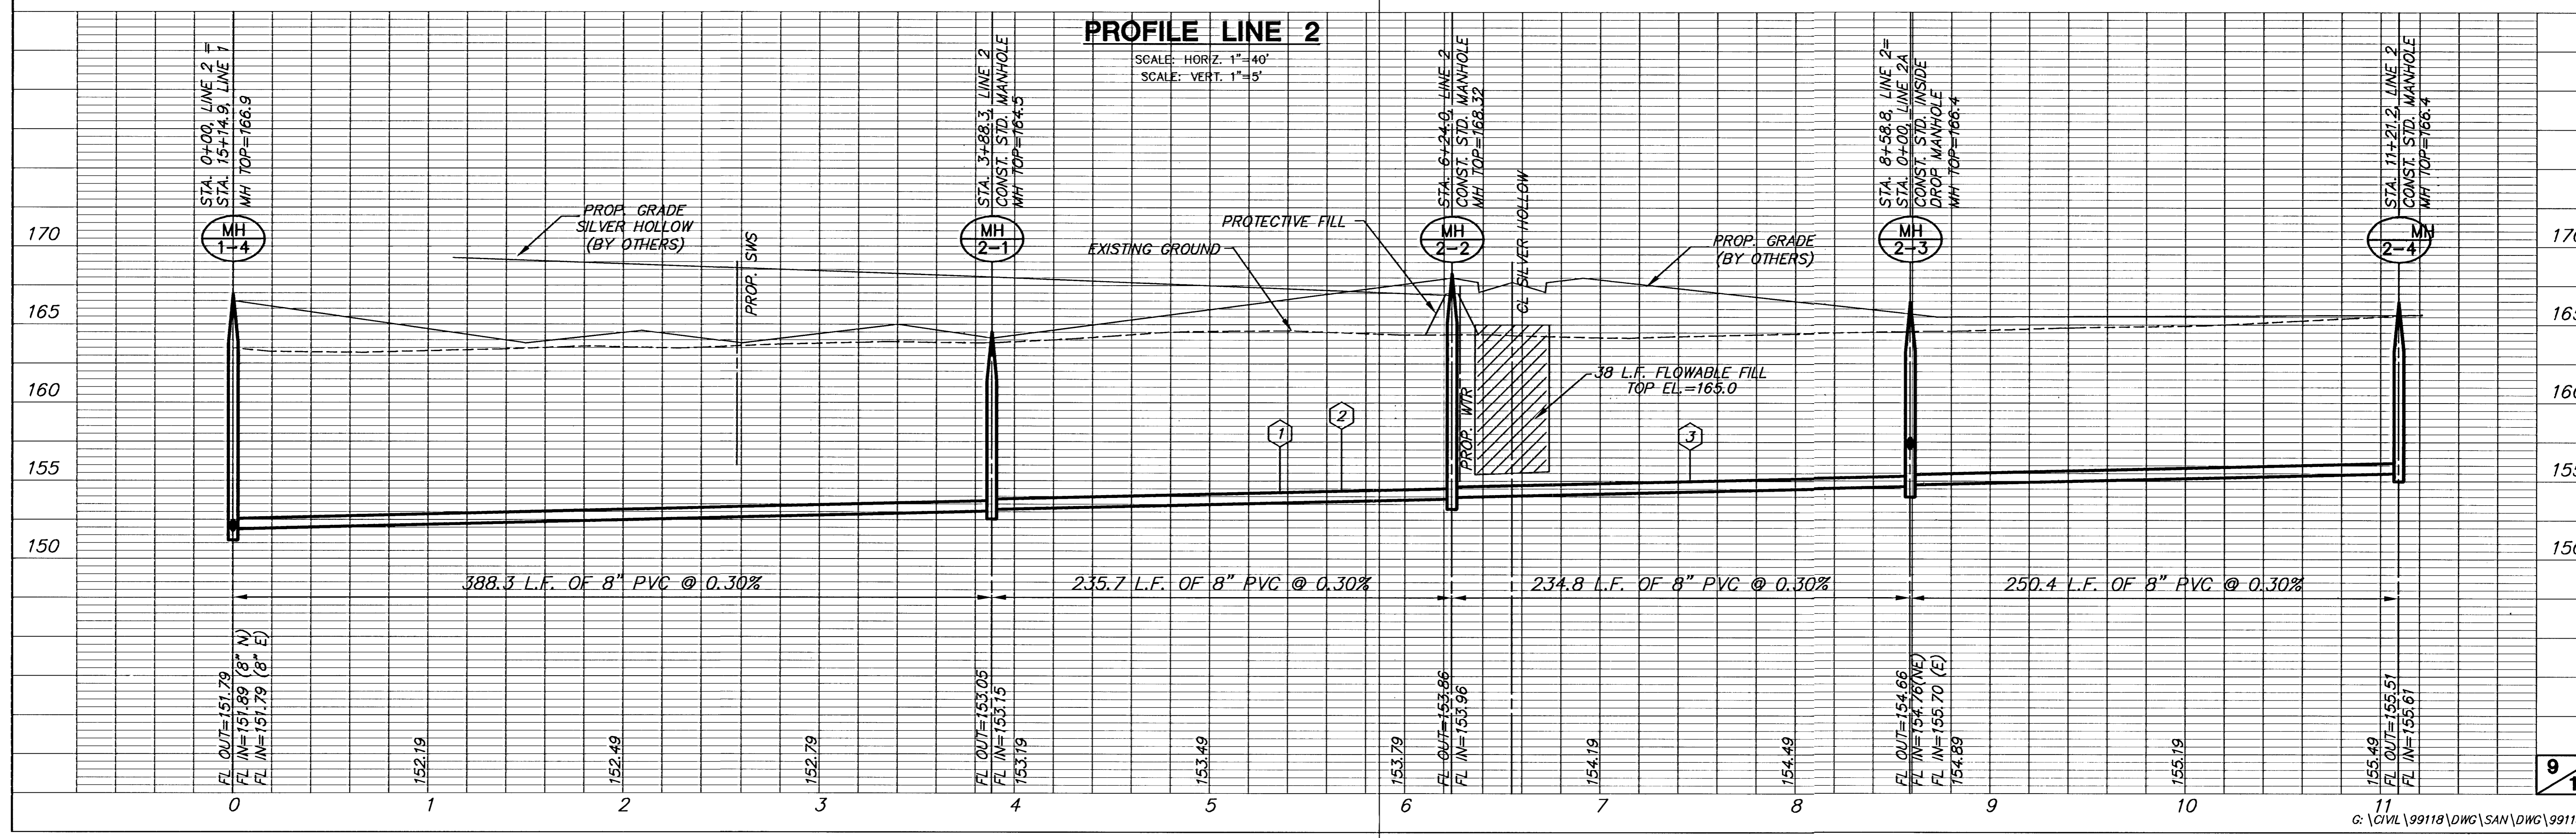 PROFILE LINE 2
SCALE: HORIZ. 1"=40'
SCALE: VERT. 1"=5'
STA. 0+00, LINE 2 =
STA. 15+14.9, LINE 1
MH TOP=166.9
STA. 3+88.3, LINE 2
CONST. STD. MANHOLE
MH TOP=164.5
STA. 6+24.0, LINE 2
CONST. STD. MANHOLE
MH TOP=168.32
STA. 8+58.8, LINE 2=
STA. 0+00, LINE 2A
CONST. STD. INSIDE
DROP MANHOLE
MH TOP=166.4
STA. 11+21.2, LINE 2
CONST. STD. MANHOLE
MH TOP=166.4
MH
1-4
MH
2-1
MH
2-2
MH
2-3
MH
2-4
PROP. GRADE
SILVER HOLLOW
(BY OTHERS)
PROP. SWS
EXISTING GROUND
PROTECTIVE FILL
CL SILVER HOLLOW
PROP. GRADE
(BY OTHERS)
38 L.F. FLOWABLE FILL
TOP EL.=165.0
PROP. WTR
1
2
3
170
165
160
155
150
388.3 L.F. OF 8" PVC @ 0.30%
235.7 L.F. OF 8" PVC @ 0.30%
234.8 L.F. OF 8" PVC @ 0.30%
250.4 L.F. OF 8" PVC @ 0.30%
FL OUT=151.79
FL IN=151.89 (8" N)
FL IN=151.79 (8" E)
152.19
152.49
152.79
FL OUT=153.05
FL IN=153.15
153.19
153.49
153.79
FL OUT=153.86
FL IN=153.96
154.19
154.49
FL OUT=154.66
FL IN=154.76(NE)
FL IN=155.70 (E)
154.89
155.19
155.49
FL OUT=155.51
FL IN=155.61
0 1 2 3 4 5 6 7 8 9 10 11
9
G:\CIVIL\99118\DWG\SAN\DWG\9911